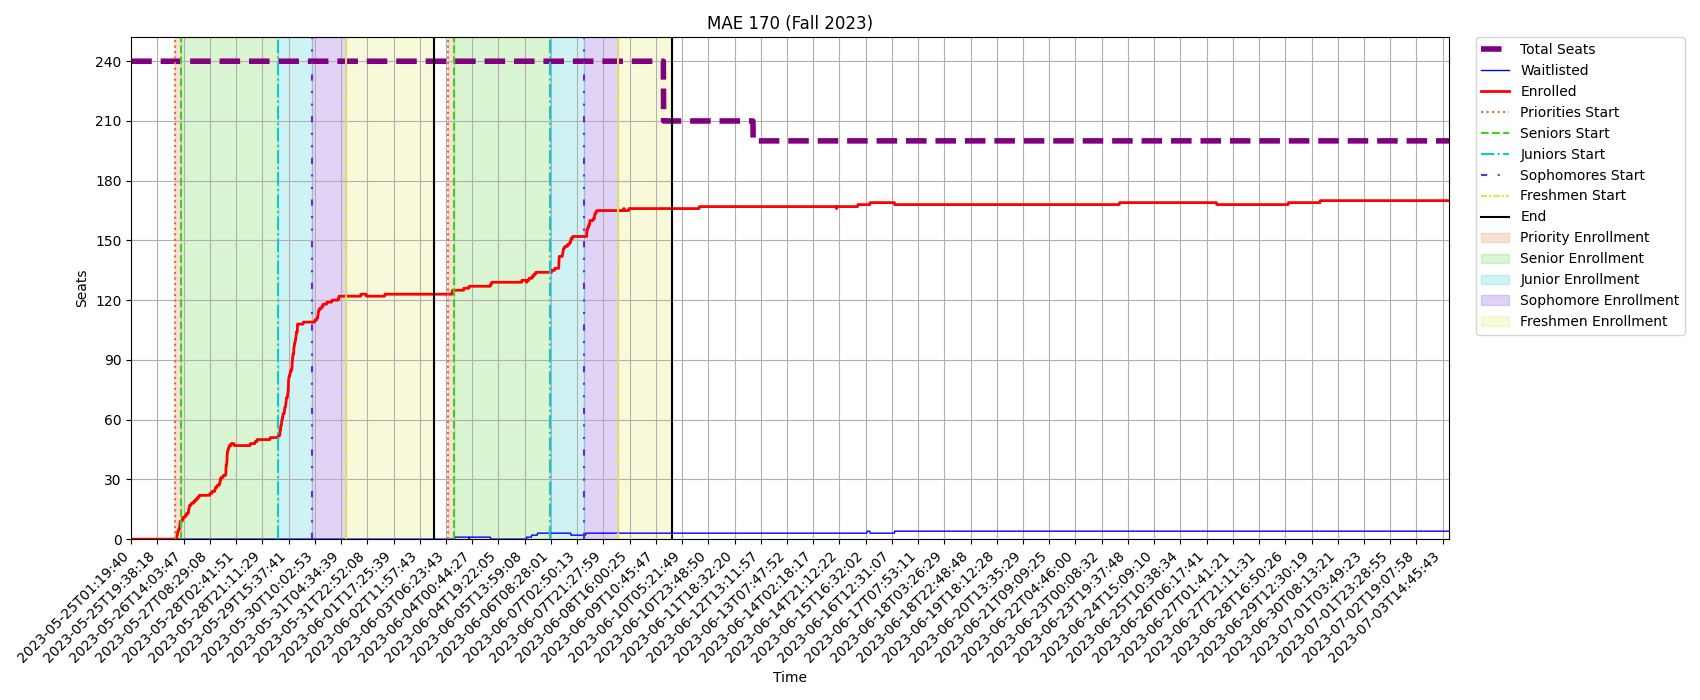 MAE 170 (Fall 2023)
Seats
240
210
180
150
120
90
60
30
0
2023-05-25T01:19:40
2023-05-25T19:38:18
2023-05-26T14:03:47
2023-05-27T08:29:08
2023-05-28T02:41:51
2023-05-28T21:11:29
2023-05-29T15:37:41
2023-05-30T10:02:53
2023-05-31T04:34:39
2023-05-31T22:52:08
2023-06-01T17:25:39
2023-06-02T11:57:43
2023-06-03T06:23:43
2023-06-04T00:44:27
2023-06-04T19:22:05
2023-06-05T13:59:08
2023-06-06T08:28:01
2023-06-07T02:50:13
2023-06-07T21:27:59
2023-06-08T16:00:25
2023-06-09T10:45:47
2023-06-10T05:21:49
2023-06-10T23:48:50
2023-06-11T18:32:20
2023-06-12T13:11:57
2023-06-13T07:47:52
2023-06-14T02:18:17
2023-06-14T21:12:22
2023-06-15T16:32:02
2023-06-16T12:31:07
2023-06-17T07:53:11
2023-06-18T03:26:29
2023-06-18T22:48:48
2023-06-19T18:12:28
2023-06-20T13:35:29
2023-06-21T09:09:25
2023-06-22T04:46:00
2023-06-23T00:08:32
2023-06-23T19:37:48
2023-06-24T15:09:10
2023-06-25T10:38:34
2023-06-26T06:17:41
2023-06-27T01:41:21
2023-06-27T21:11:31
2023-06-28T16:50:26
2023-06-29T12:30:19
2023-06-30T08:13:21
2023-07-01T03:49:23
2023-07-01T23:28:55
2023-07-02T19:07:58
2023-07-03T14:45:43
Time
Total Seats
Waitlisted
Enrolled
Priorities Start
Seniors Start
Juniors Start
Sophomores Start
Freshmen Start
End
Priority Enrollment
Senior Enrollment
Junior Enrollment
Sophomore Enrollment
Freshmen Enrollment